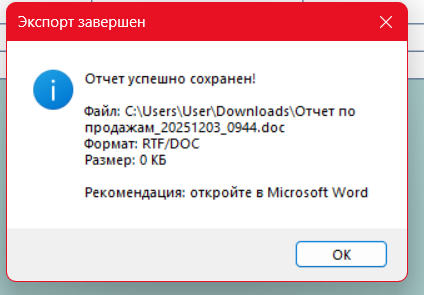 Экспорт завершен
Отчет успешно сохранен!
Файл: C:\Users\User\Downloads\Отчет по
продажам_20251203_0944.doc
Формат: RTF/DOC
Размер: 0 КБ
Рекомендация: откройте в Microsoft Word
ОК